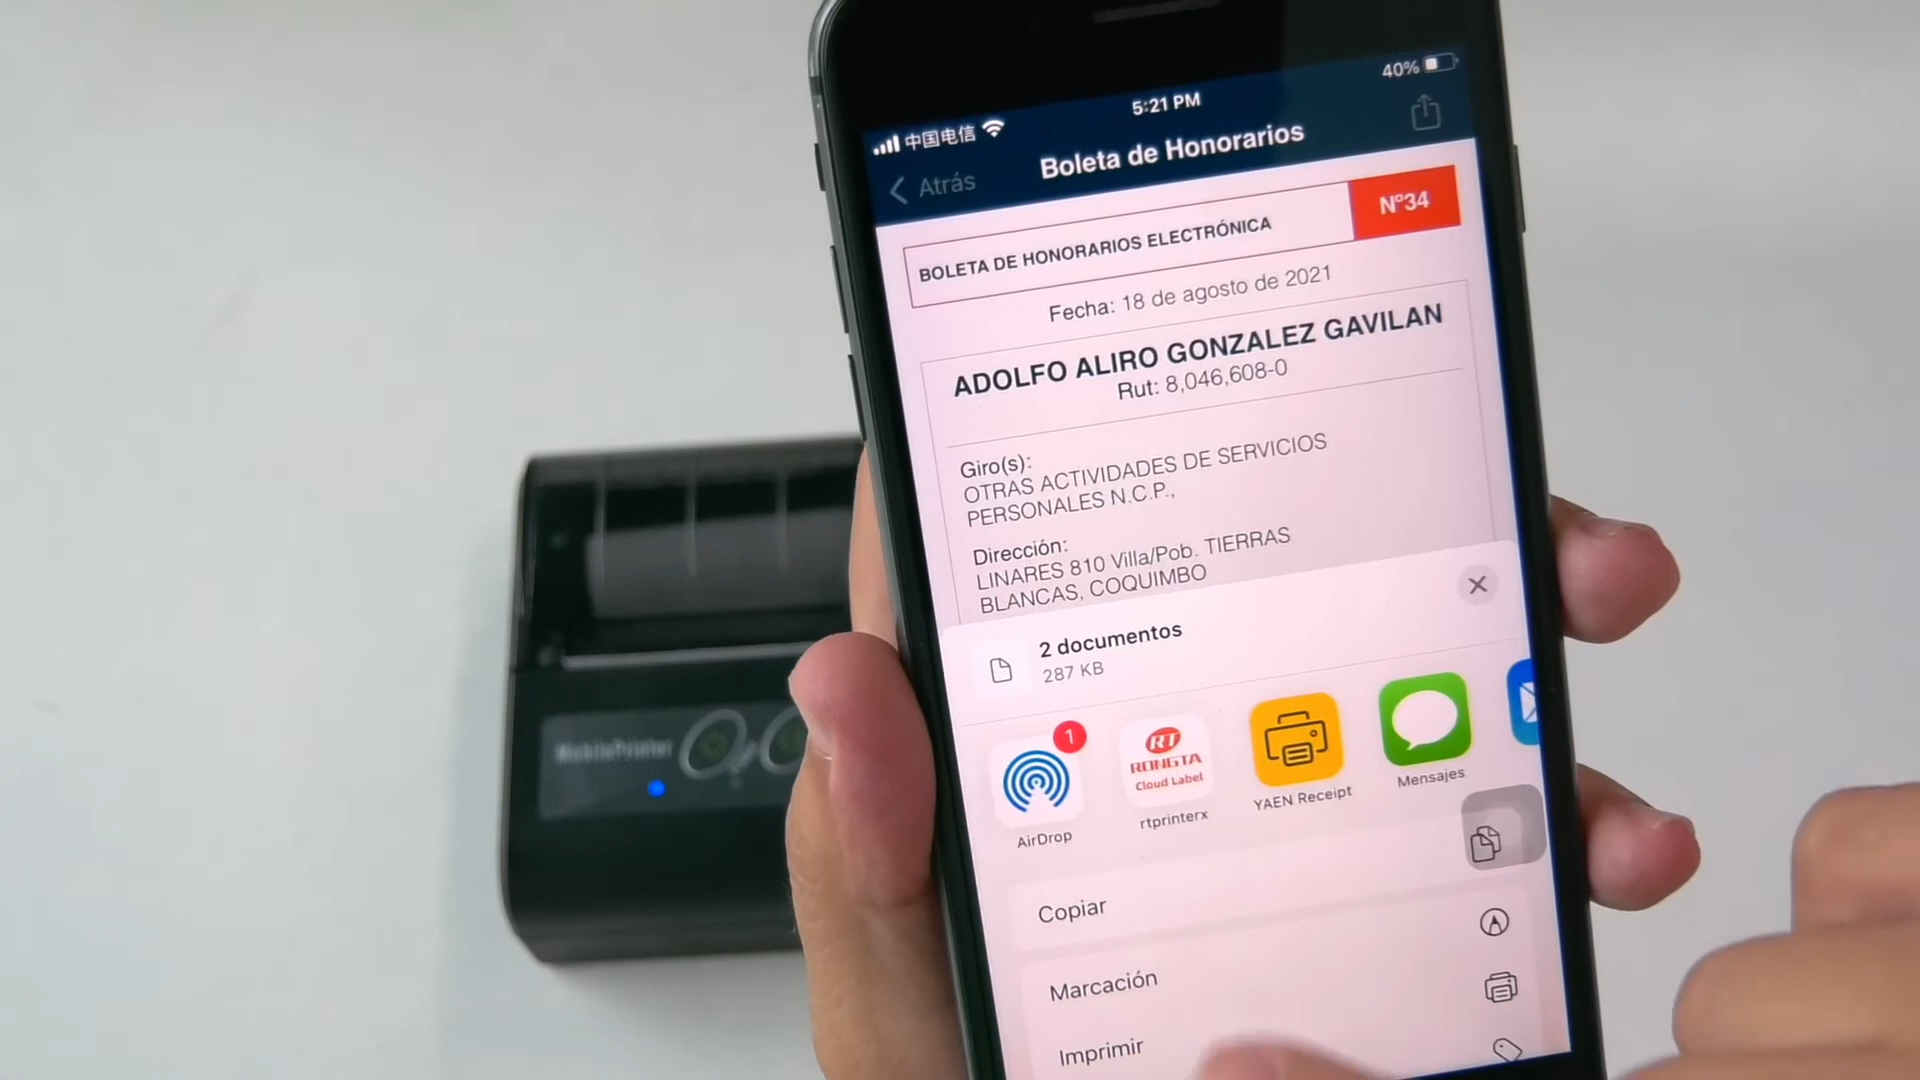 40%
5:21 PM
中国电信
Atrás
Boleta de Honorarios
BOLETA DE HONORARIOS ELECTRÓNICA
N°34
Fecha: 18 de agosto de 2021
ADOLFO ALIRO GONZALEZ GAVILAN
Rut: 8,046,608-0
Giro(s):
OTRAS ACTIVIDADES DE SERVICIOS
PERSONALES N.C.P.,
Dirección:
LINARES 810 Villa/Pob. TIERRAS
BLANCAS, COQUIMBO
2 documentos
287 KB
1
RT
RONGTA
Cloud Label
AirDrop
rtprinterx
YAEN Receipt
Mensajes
Copiar
Marcación
Imprimir
MobilePrinter